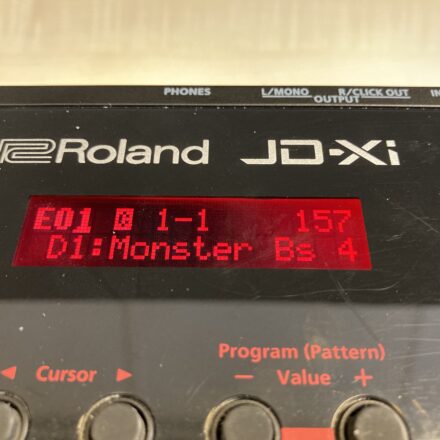 PHONES
L/MONO R/CLICK OUT
OUTPUT
IN
Roland JD-Xi
E01 1-1 157
D1:Monster Bs 4
Program (Pattern)
Cursor − Value +